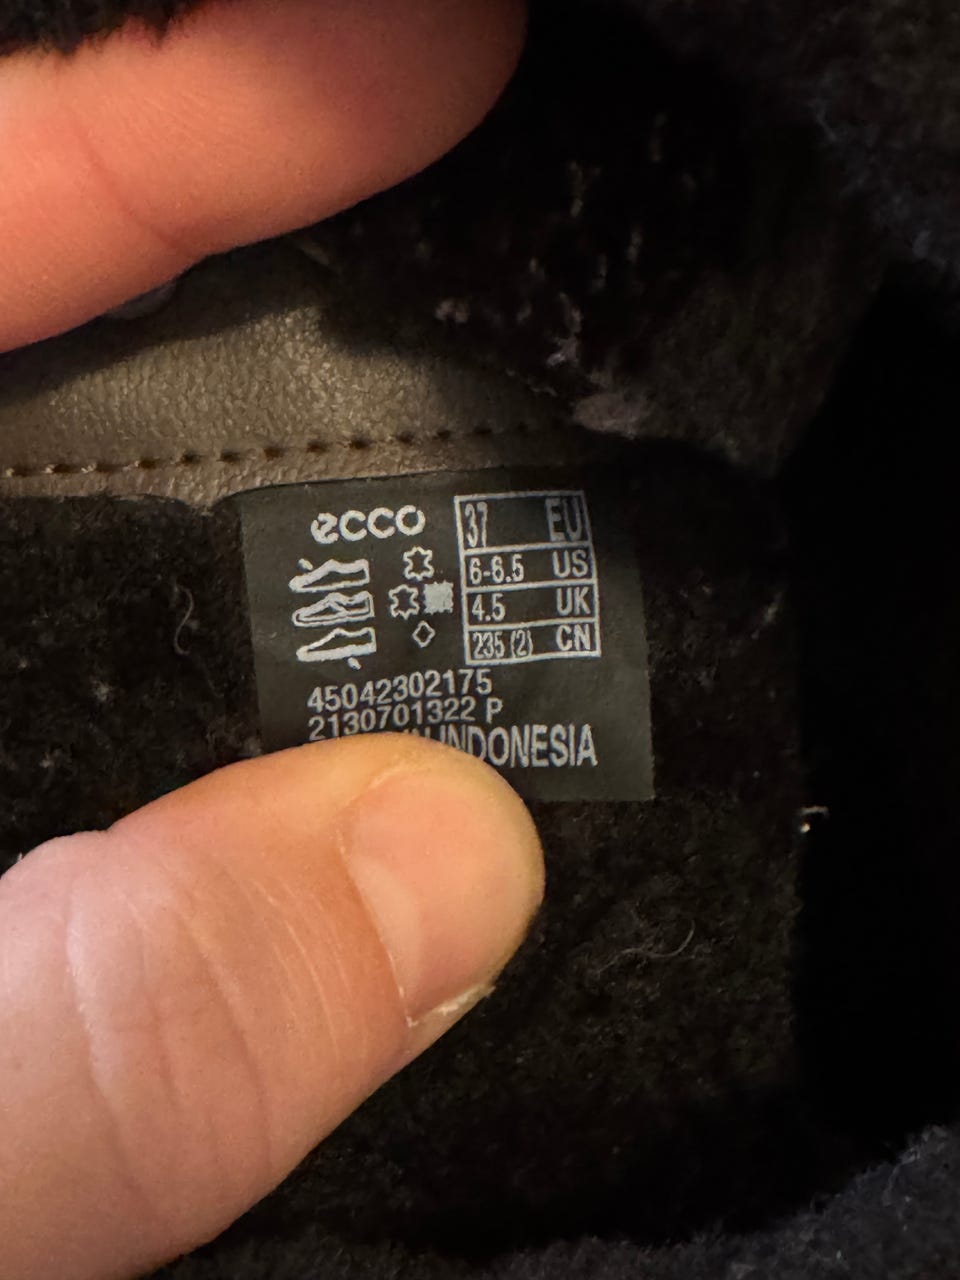 ecco
37 EU
6-6.5 US
4.5 UK
235 (2) CN
45042302175
2130701322 P
INDONESIA